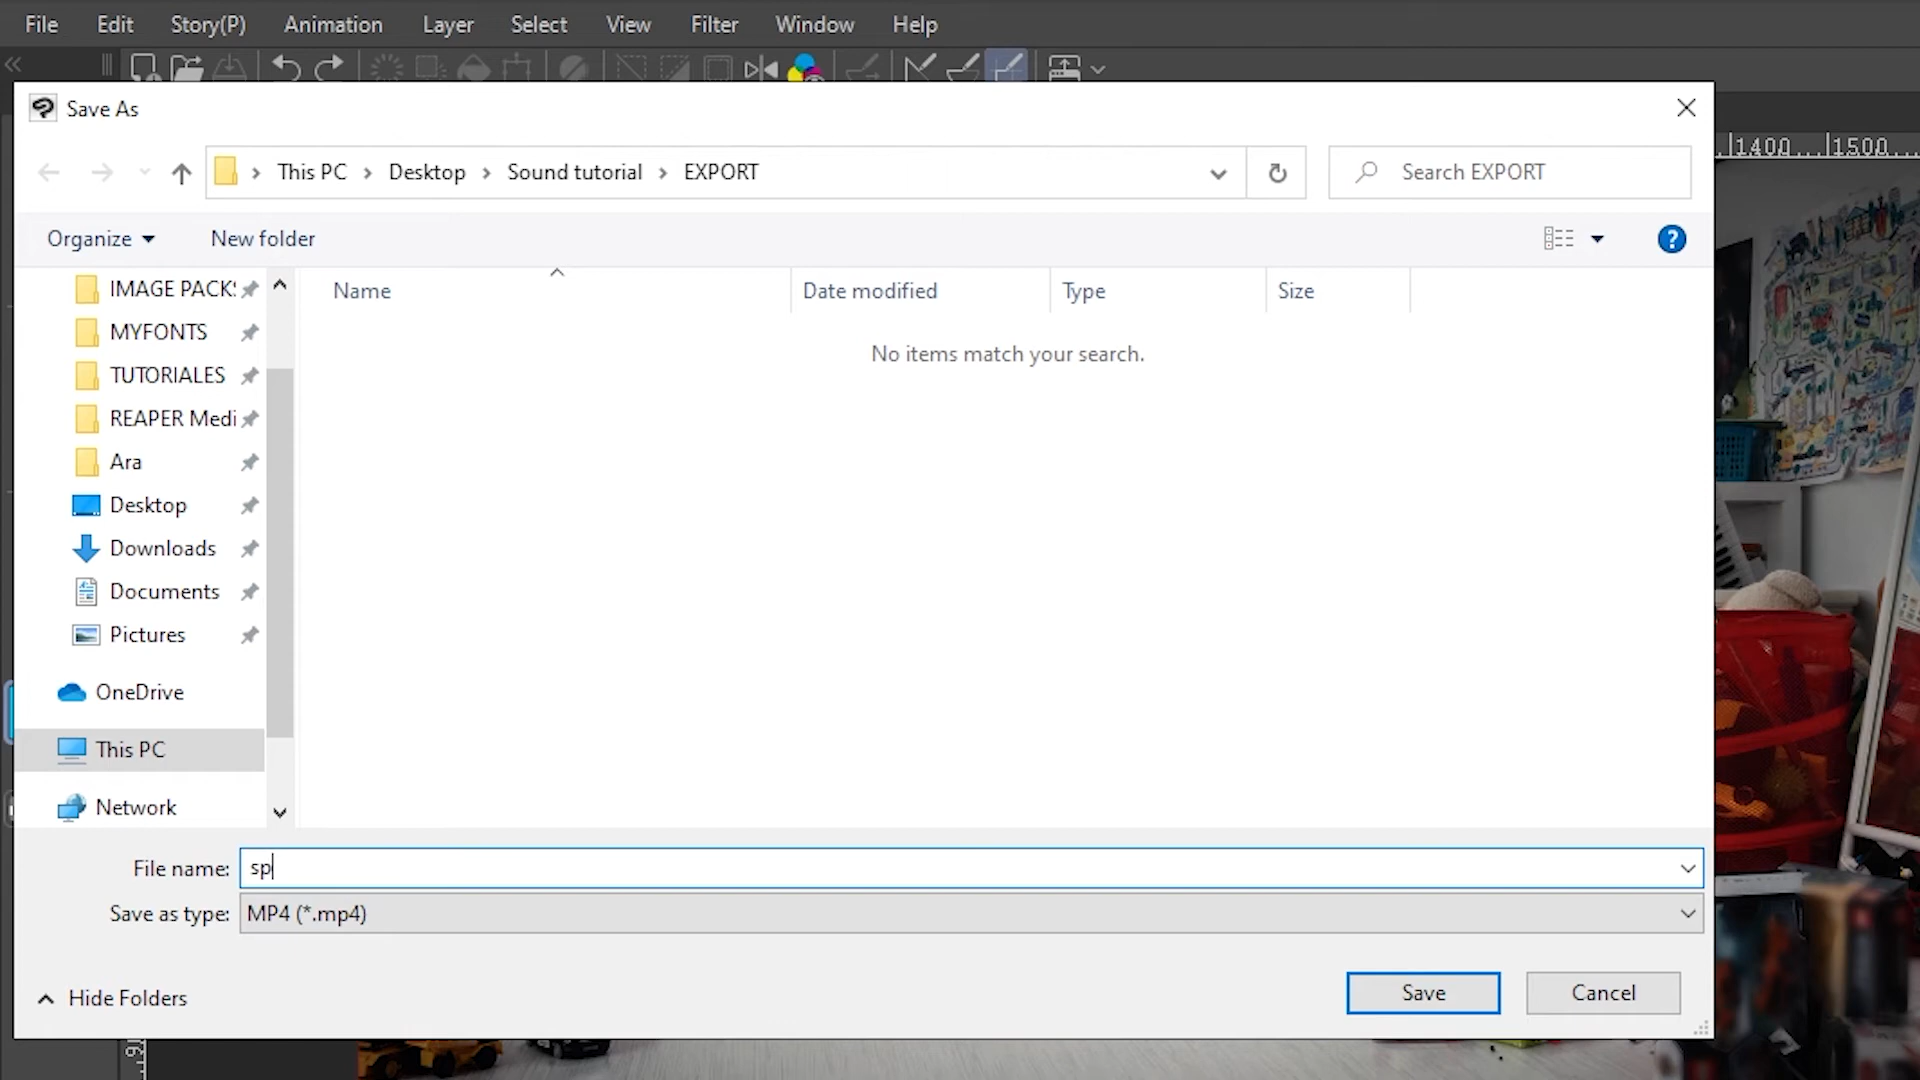 File Edit Story(P) Animation Layer Select View Filter Window Help
Save As
1400 1500
This PC Desktop Sound tutorial EXPORT Search EXPORT
Organize New folder
Name Date modified Type Size
No items match your search.
IMAGE PACKS
MYFONTS
TUTORIALES
REAPER Medi
Ara
Desktop
Downloads
Documents
Pictures
OneDrive
This PC
Network
File name: sp
Save as type: MP4 (*.mp4)
Hide Folders Save Cancel